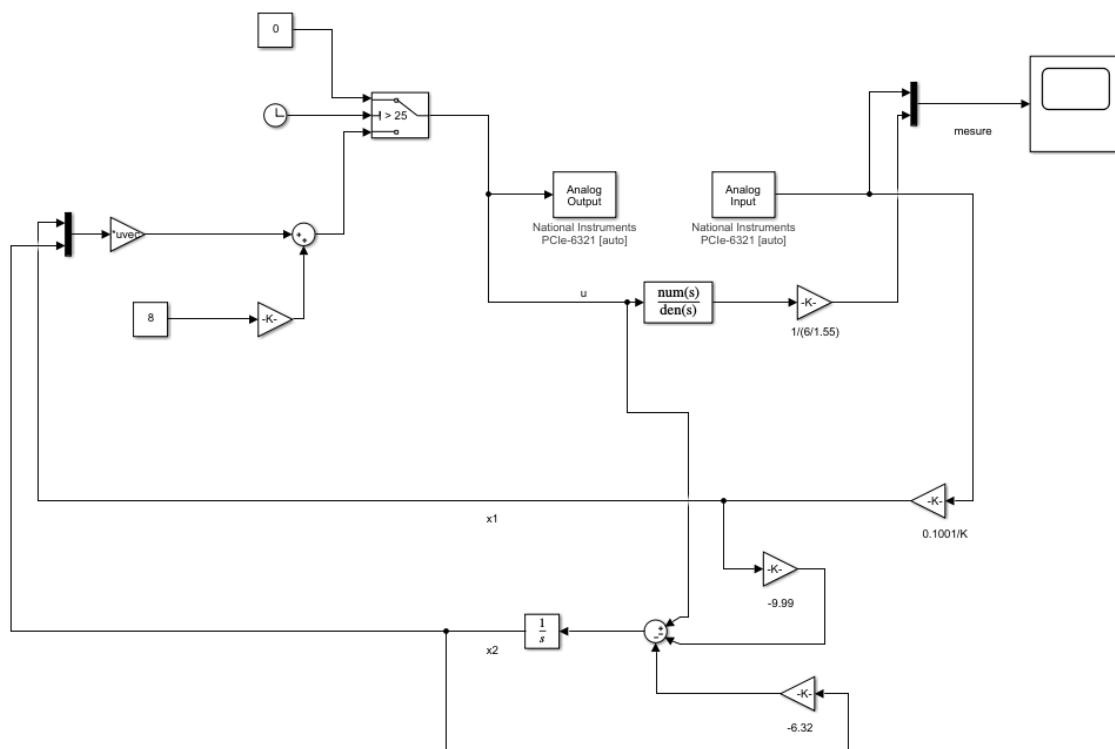 0
> 25
mesure
Analog
Output
Analog
Input
National Instruments
PCIe-6321 [auto]
National Instruments
PCIe-6321 [auto]
*uvec
+
+
8
-K-
u
num(s)
den(s)
-K-
1/(6/1.55)
x1
-K-
0.1001/K
-K-
-9.99
1
s
+
−
−
x2
-K-
-6.32